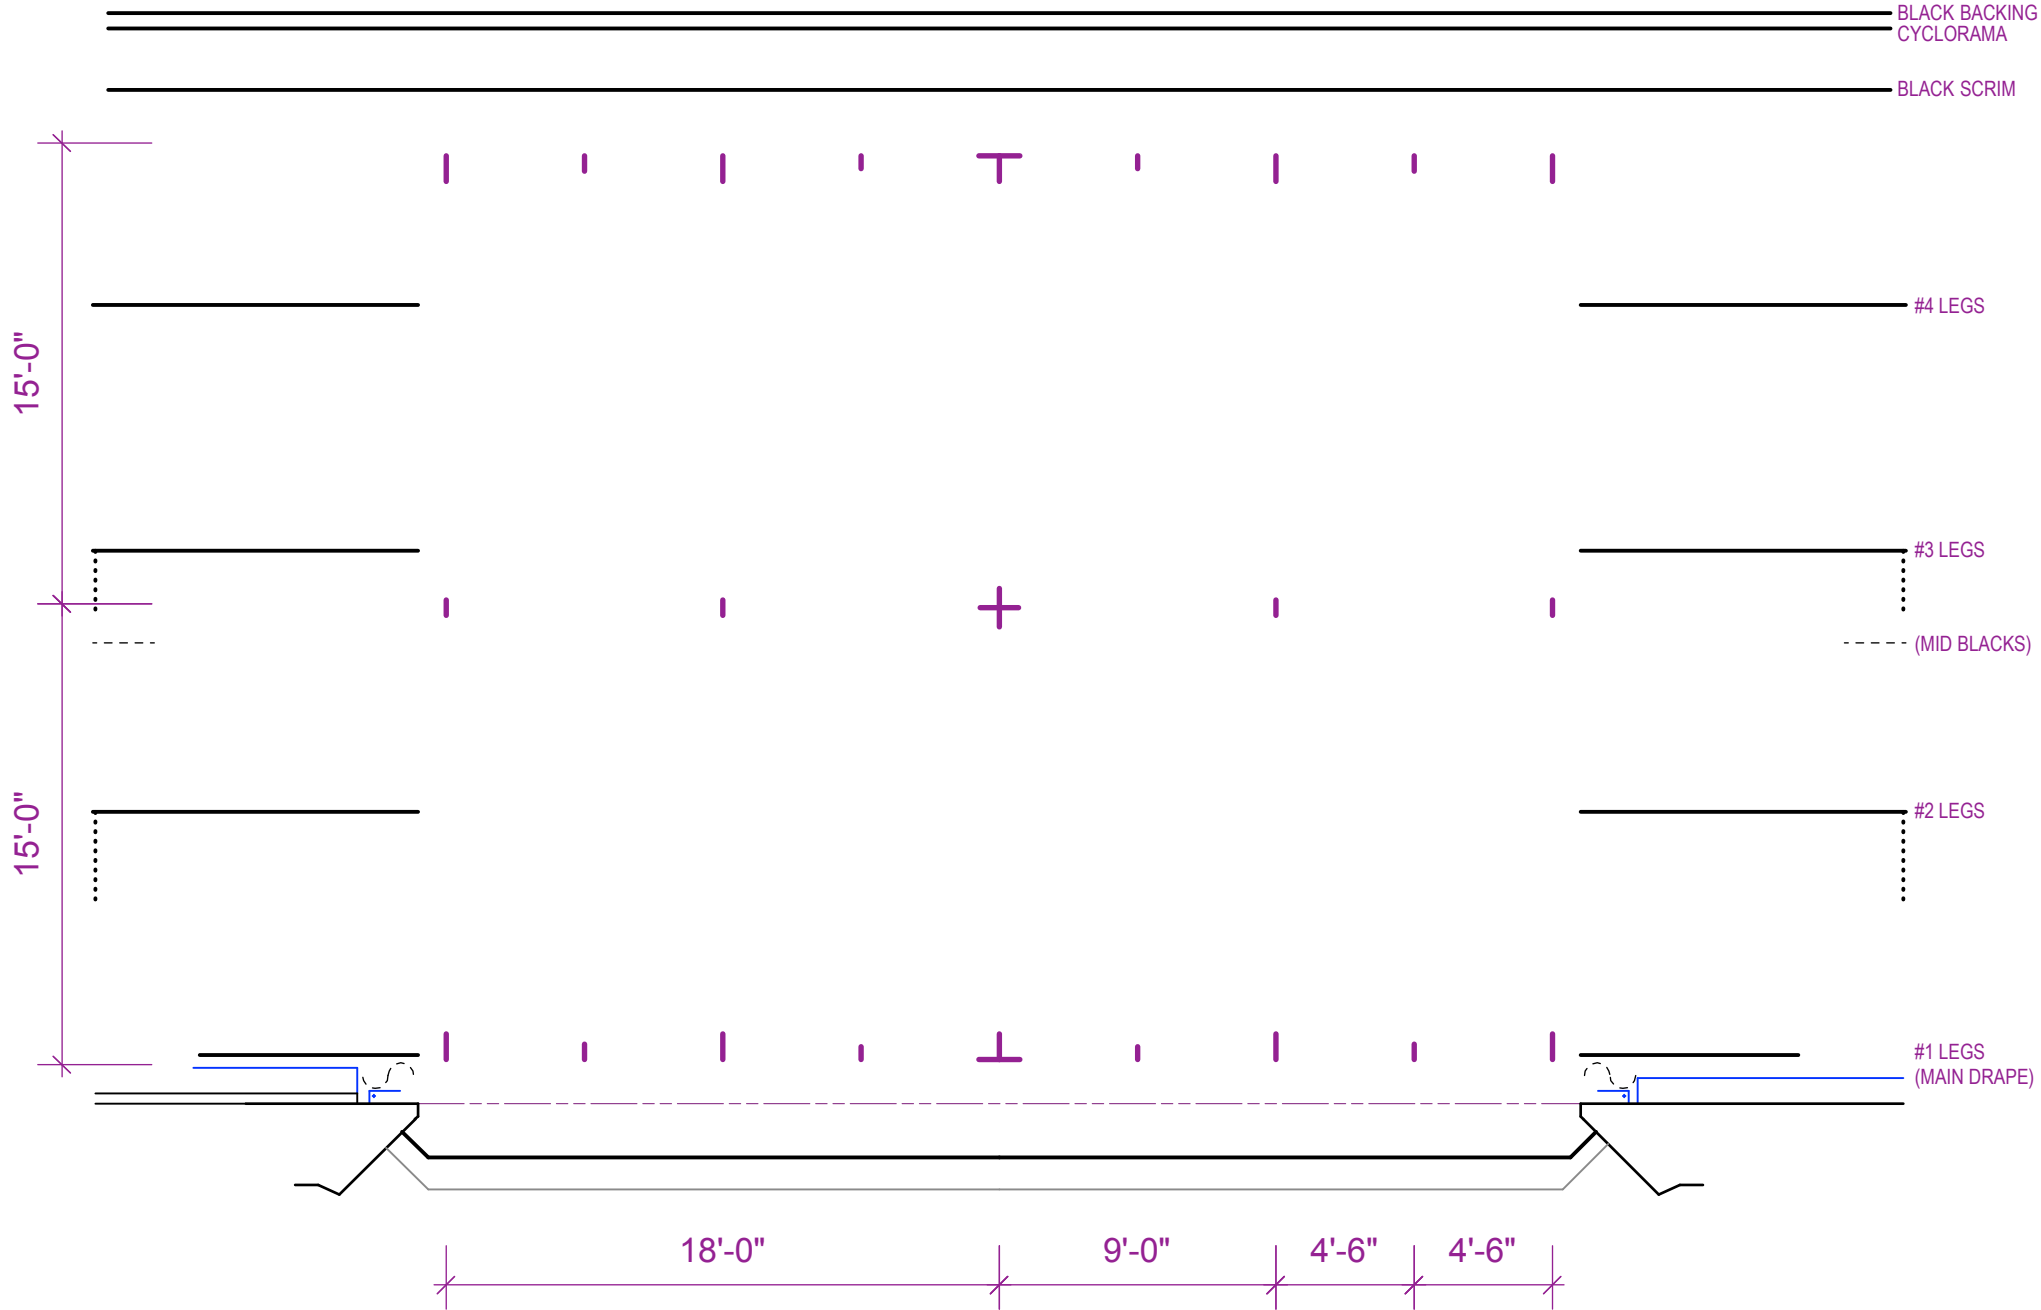 BLACK BACKING
CYCLORAMA
BLACK SCRIM
#4 LEGS
15'-0"
#3 LEGS
(MID BLACKS)
#2 LEGS
15'-0"
#1 LEGS
(MAIN DRAPE)
18'-0"
9'-0"
4'-6"
4'-6"